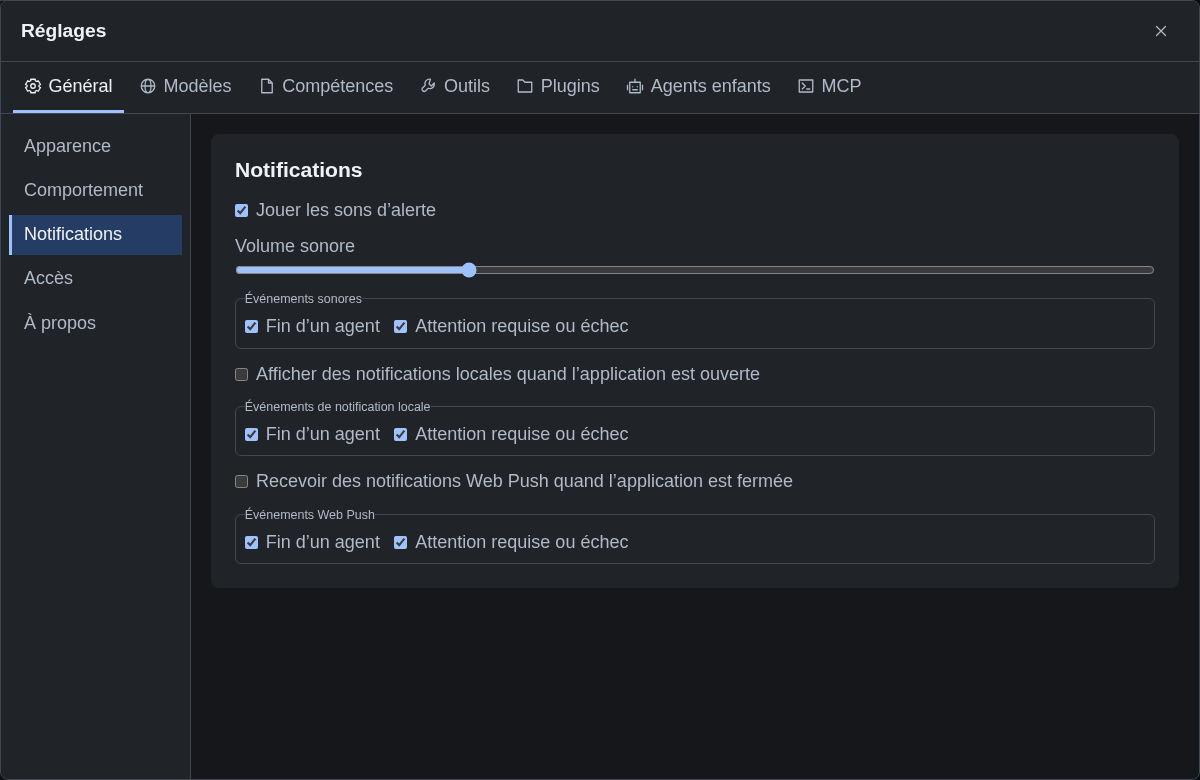 Réglages
Général
Modèles
Compétences
Outils
Plugins
Agents enfants
MCP
Apparence
Comportement
Notifications
Accès
À propos
Notifications
Jouer les sons d’alerte
Volume sonore
Événements sonores
Fin d’un agent
Attention requise ou échec
Afficher des notifications locales quand l’application est ouverte
Événements de notification locale
Fin d’un agent
Attention requise ou échec
Recevoir des notifications Web Push quand l’application est fermée
Événements Web Push
Fin d’un agent
Attention requise ou échec